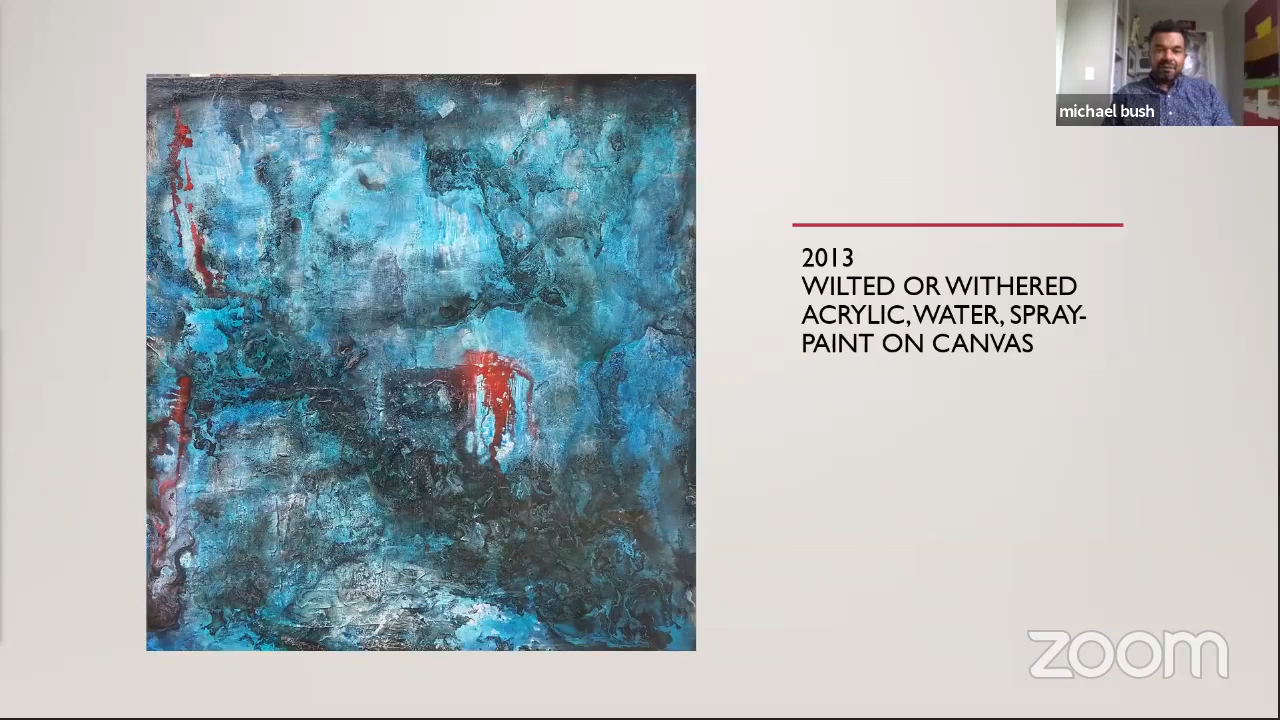 michael bush
2013
WILTED OR WITHERED
ACRYLIC, WATER, SPRAY-
PAINT ON CANVAS
zoom